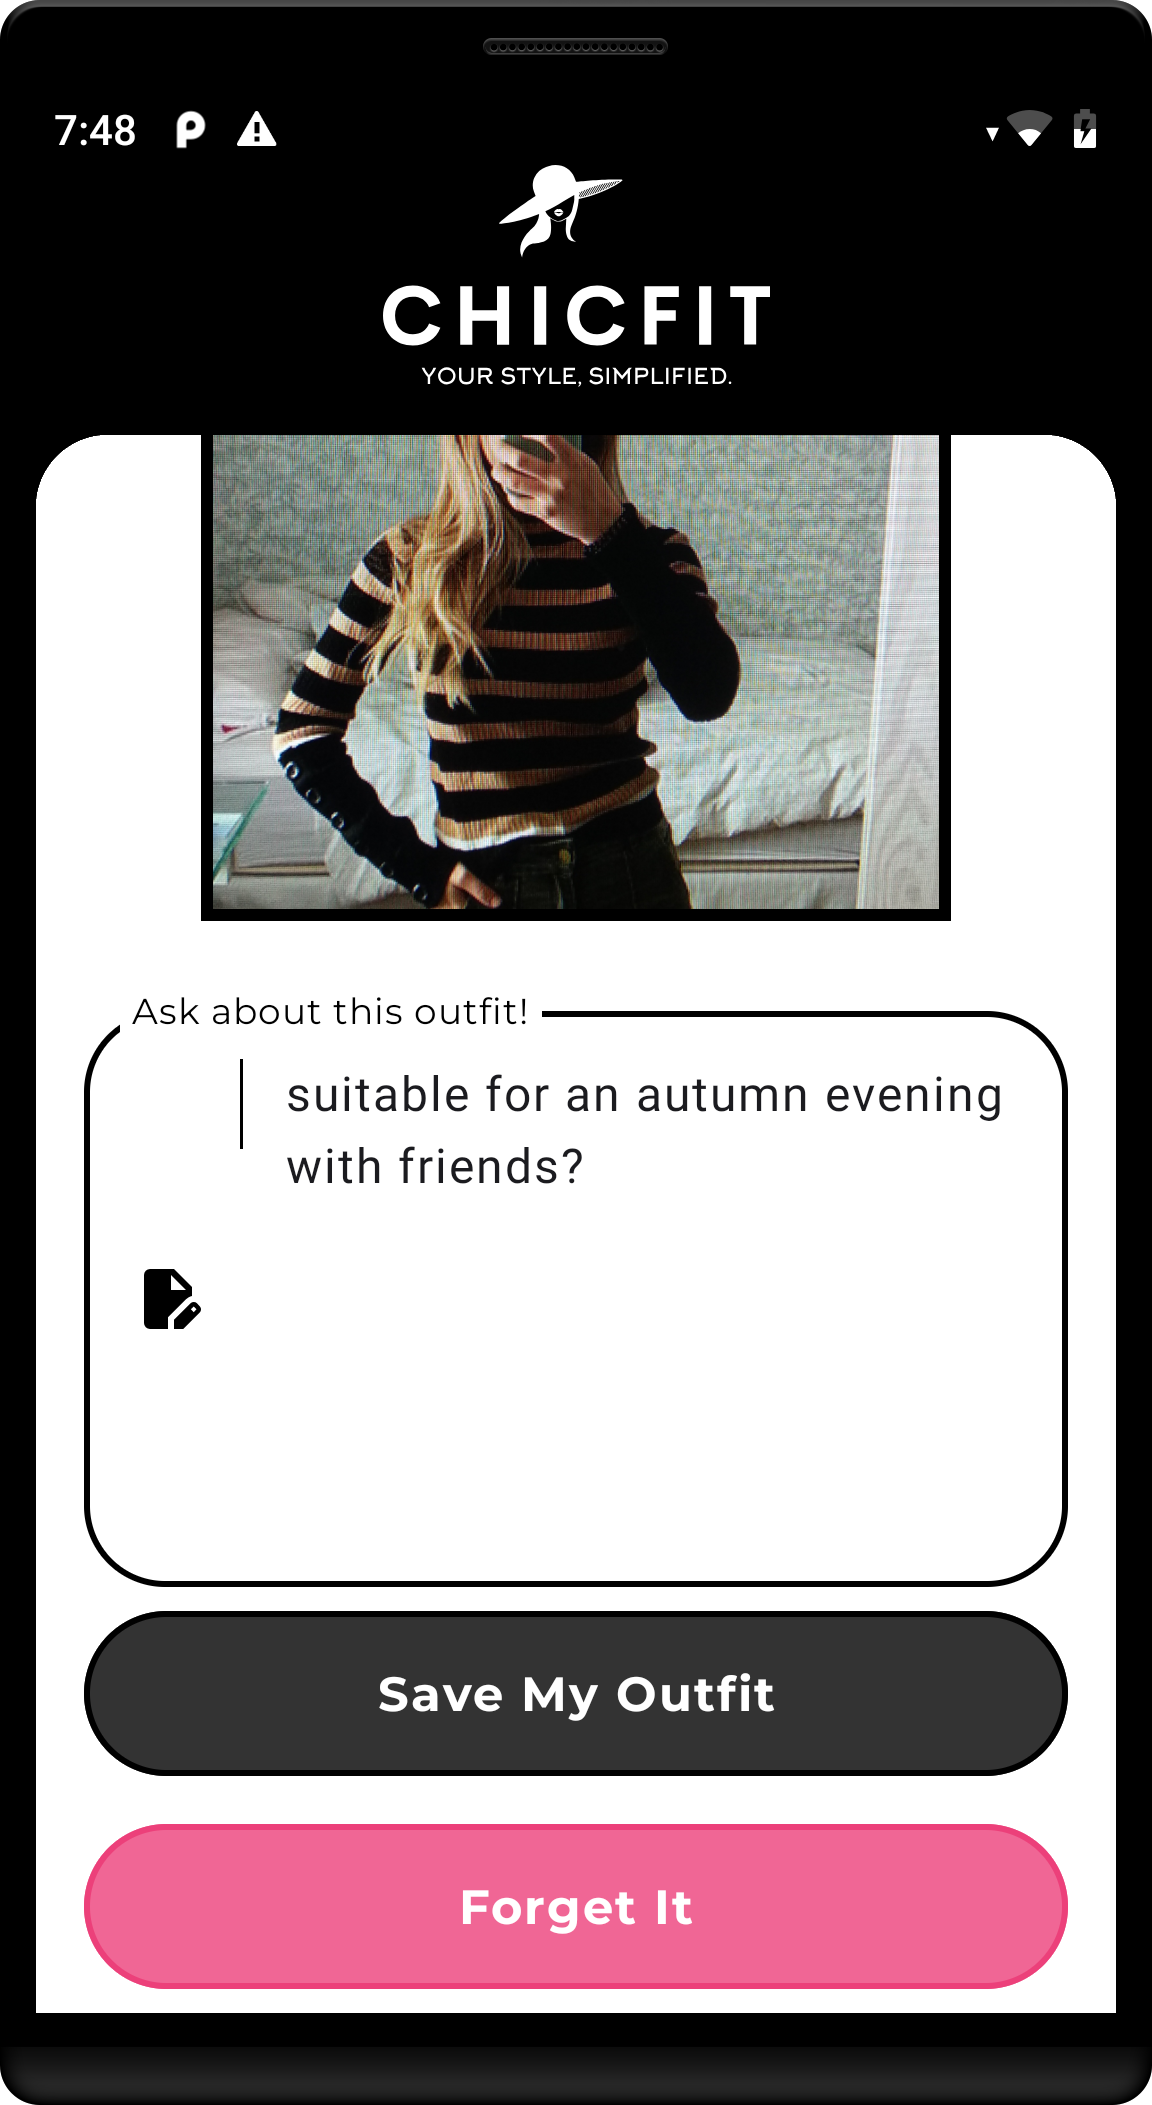 7:48
CHICFIT
YOUR STYLE, SIMPLIFIED.
Ask about this outfit!
suitable for an autumn evening
with friends?
Save My Outfit
Forget It